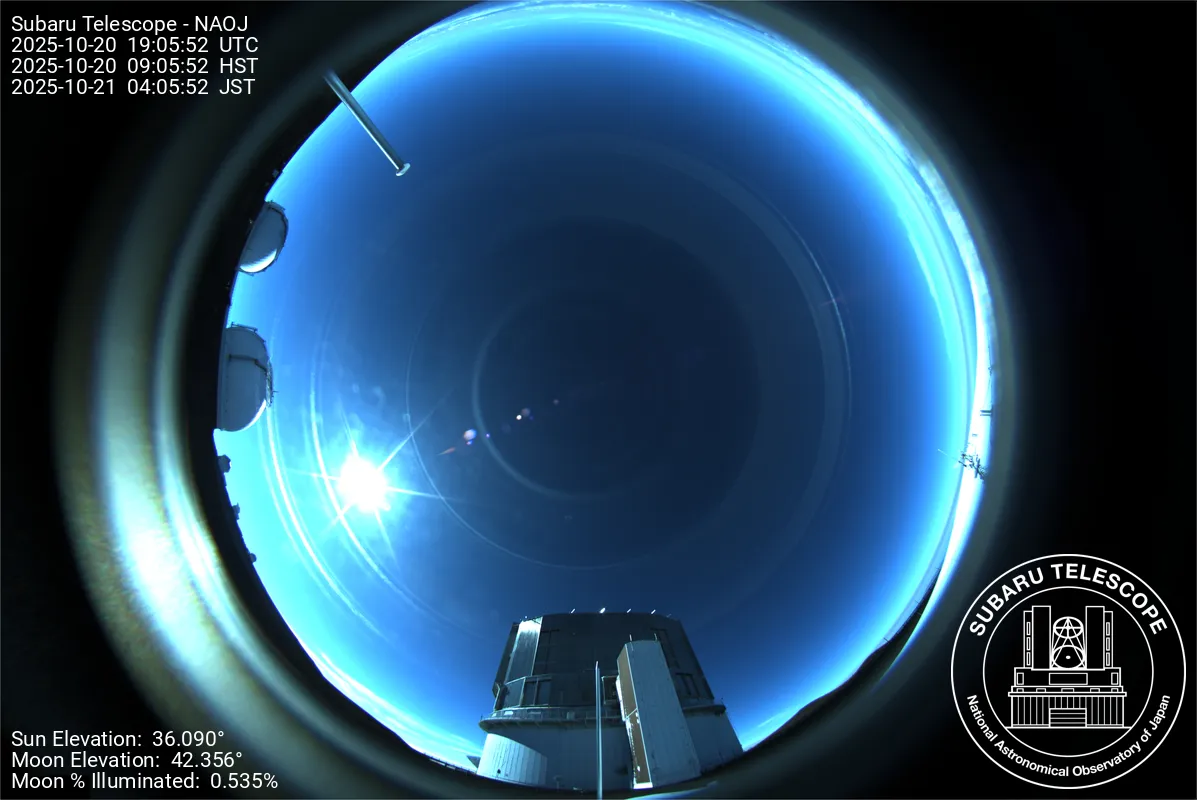 Subaru Telescope - NAOJ
2025-10-20 19:05:52 UTC
2025-10-20 09:05:52 HST
2025-10-21 04:05:52 JST
SUBARU TELESCOPE
National Astronomical Observatory of Japan
Sun Elevation: 36.090°
Moon Elevation: 42.356°
Moon % Illuminated: 0.535%